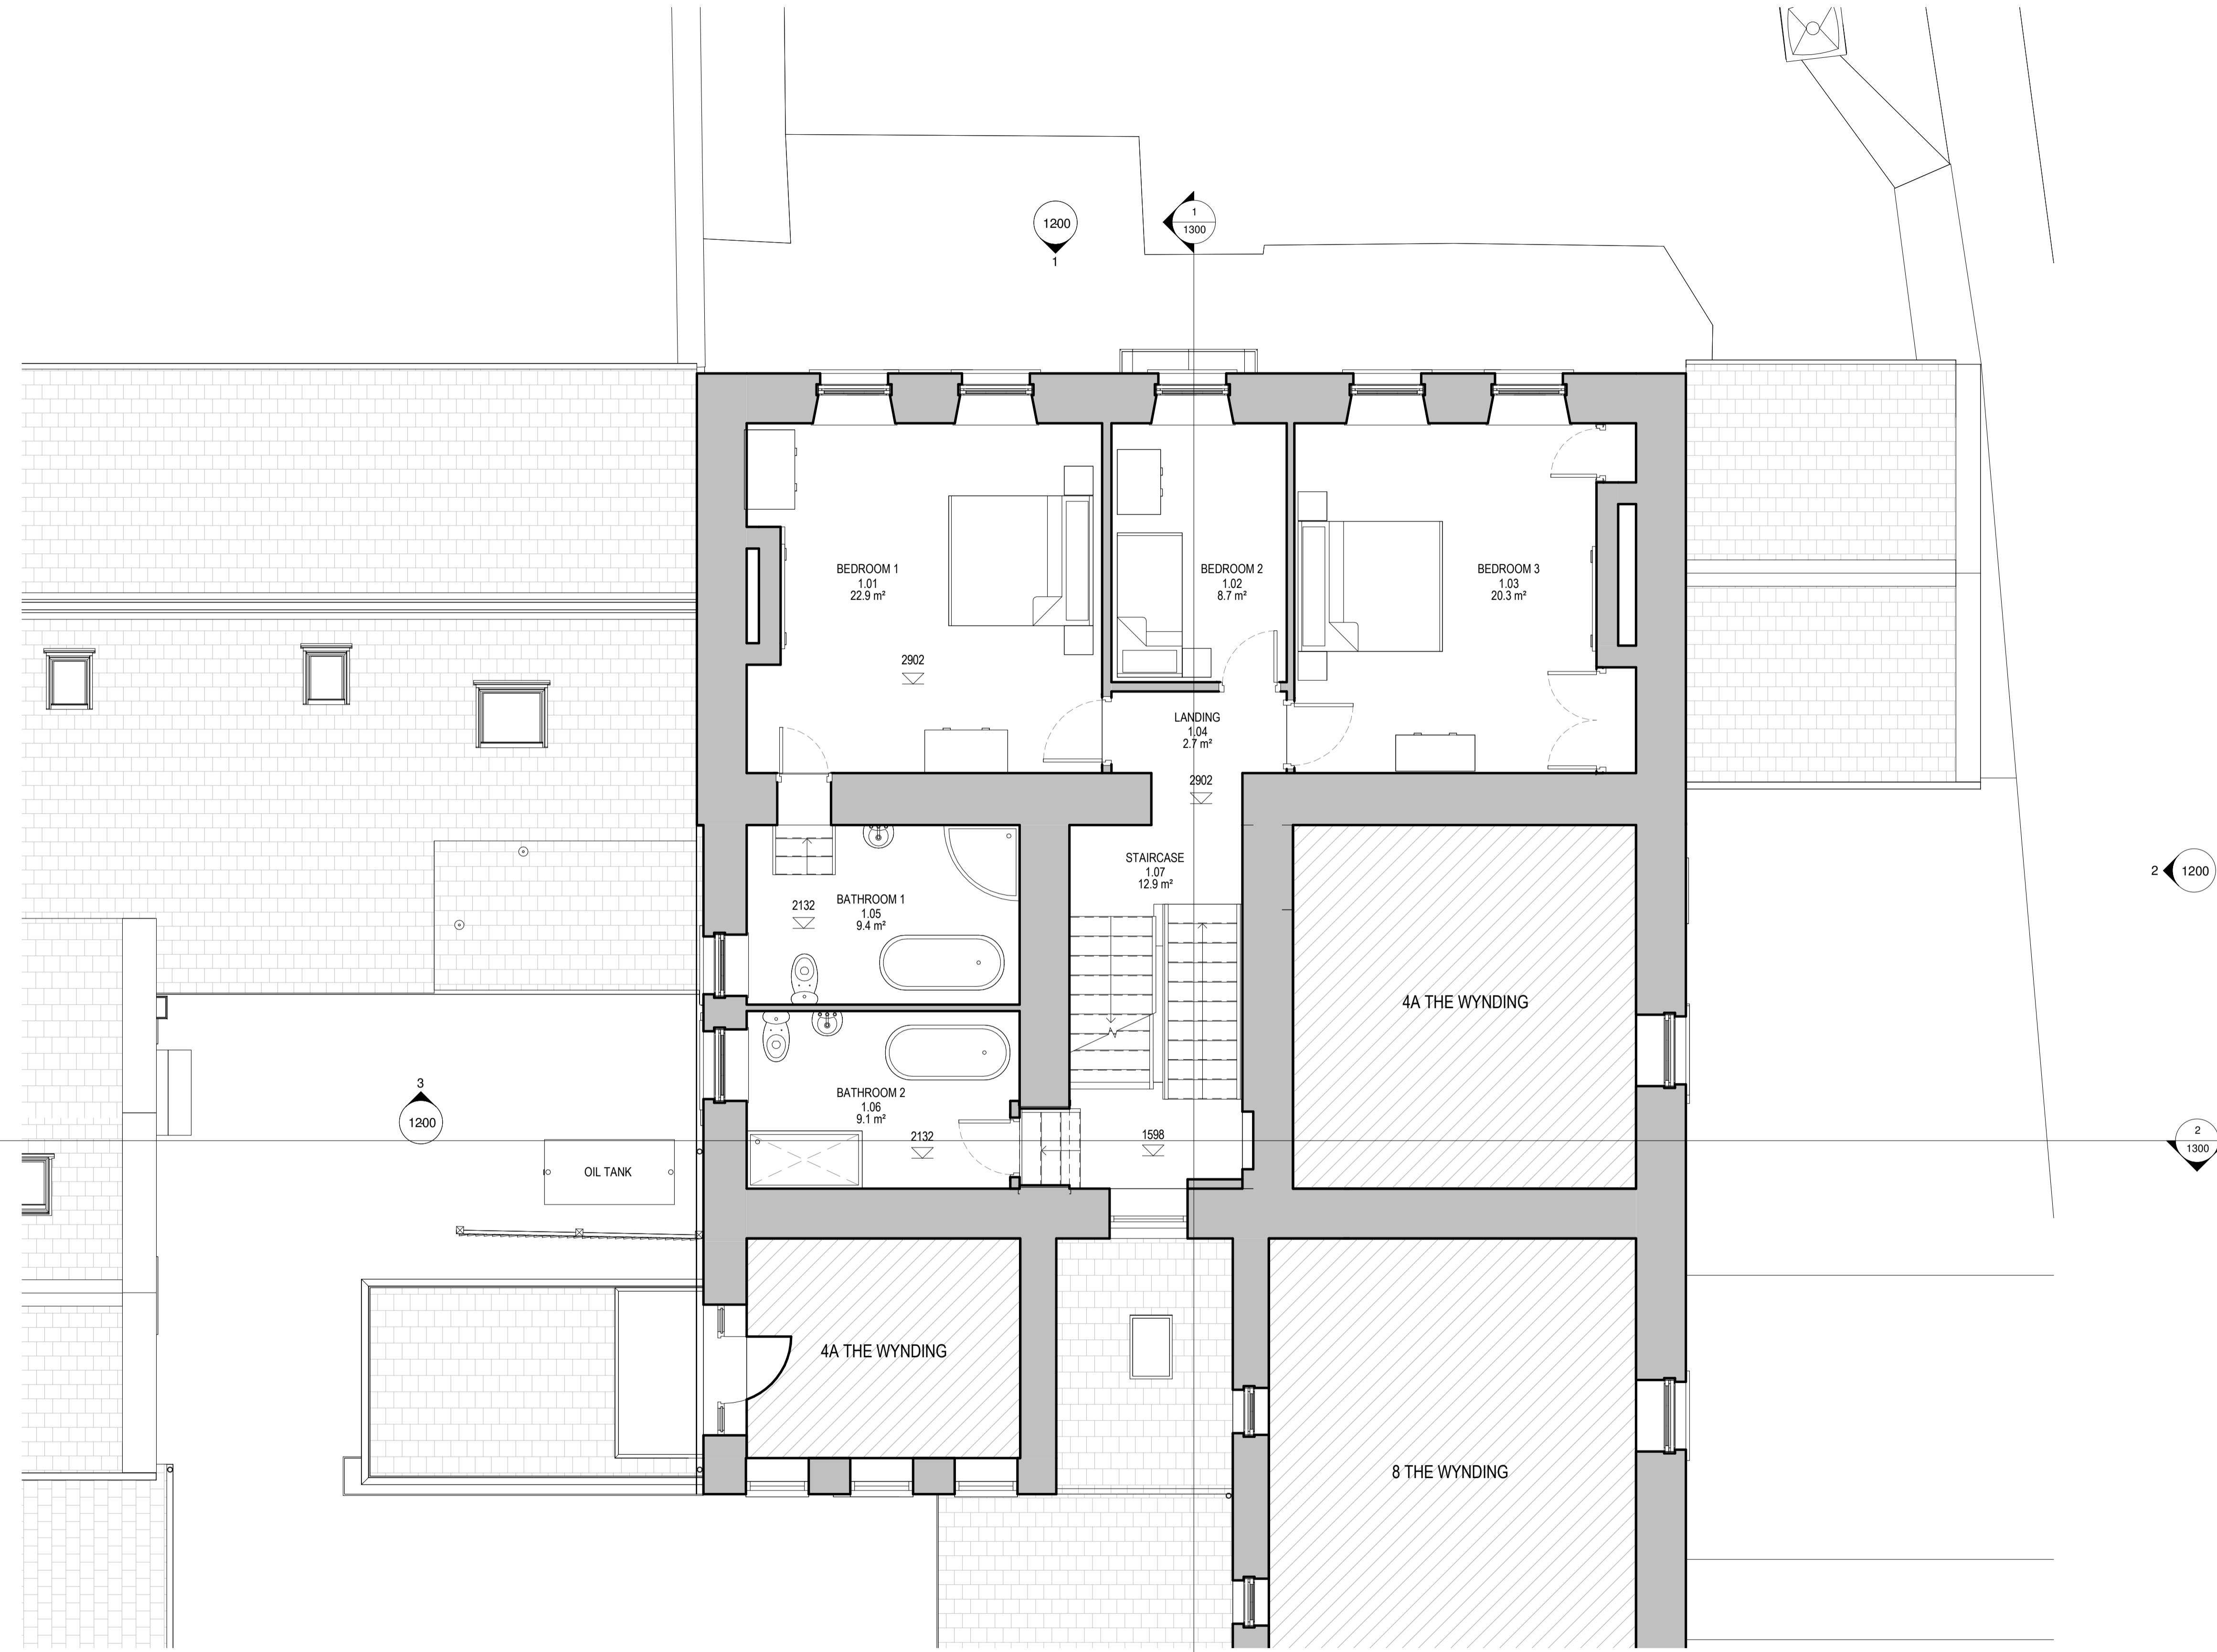 1
1300
1200
1
BEDROOM 1
1.01
22.9 m²
BEDROOM 2
1.02
8.7 m²
BEDROOM 3
1.03
20.3 m²
2902
LANDING
1.04
2.7 m²
2902
STAIRCASE
1.07
12.9 m²
2 1200
BATHROOM 1
1.05
9.4 m²
2132
4A THE WYNDING
3
1200
BATHROOM 2
1.06
9.1 m²
2132
1598
2
1300
OIL TANK
4A THE WYNDING
8 THE WYNDING